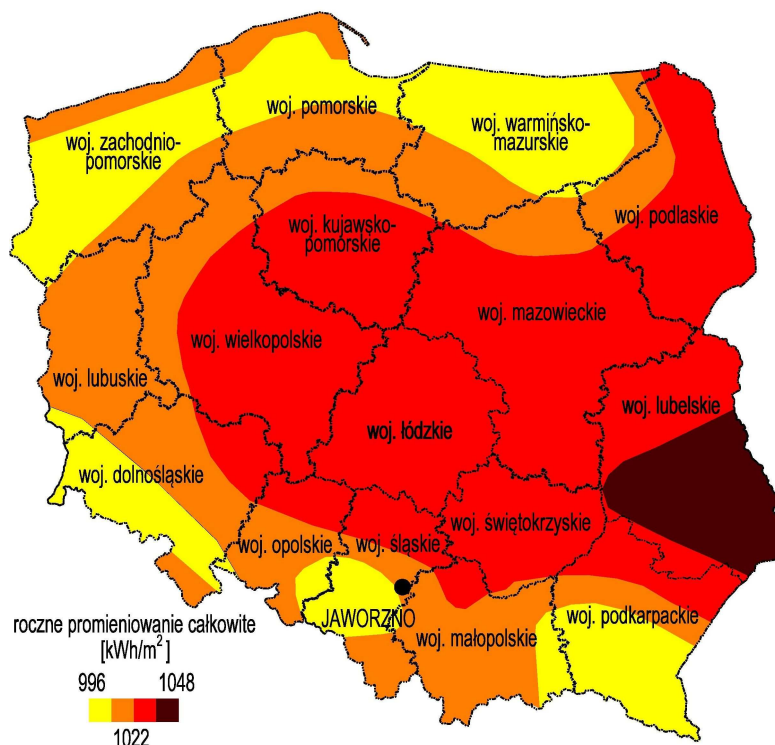 woj. pomorskie
woj. zachodnio-
pomorskie
woj. warmińsko-
mazurskie
woj. podlaskie
woj. kujawsko-
pomorskie
woj. mazowieckie
woj. wielkopolskie
woj. lubuskie
woj. lubelskie
woj. łódzkie
woj. dolnośląskie
woj. świętokrzyskie
woj. opolskie
woj. śląskie
JAWORZNO
woj. podkarpackie
woj. małopolskie
roczne promieniowanie całkowite
[kWh/m² ]
996 1048
1022